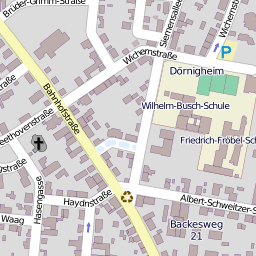 Brüder-Grimm-Straße
Siemensallee
Wichernstraße
Wichernstraße
P
Dörnigheim
Bahnhofstraße
Wilhelm-Busch-Schule
eethovenstraße
Friedrich-Fröbel-Sch
Hasengasse
Haydnstraße
Waag
Albert-Schweitzer-Str
Backesweg
21